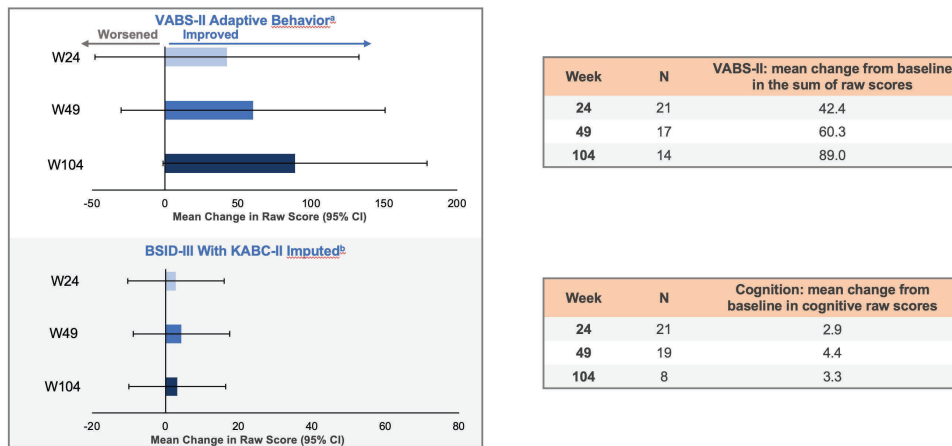 VABS-II Adaptive Behaviorᵃ
Worsened Improved
W24
W49
W104
-50 0 50 100 150 200
Mean Change in Raw Score (95% CI)
BSID-III With KABC-II Imputedᵇ
W24
W49
W104
-20 0 20 40 60 80
Mean Change in Raw Score (95% CI)
Week N VABS-II: mean change from baseline
in the sum of raw scores
24 21 42.4
49 17 60.3
104 14 89.0
Week N Cognition: mean change from
baseline in cognitive raw scores
24 21 2.9
49 19 4.4
104 8 3.3